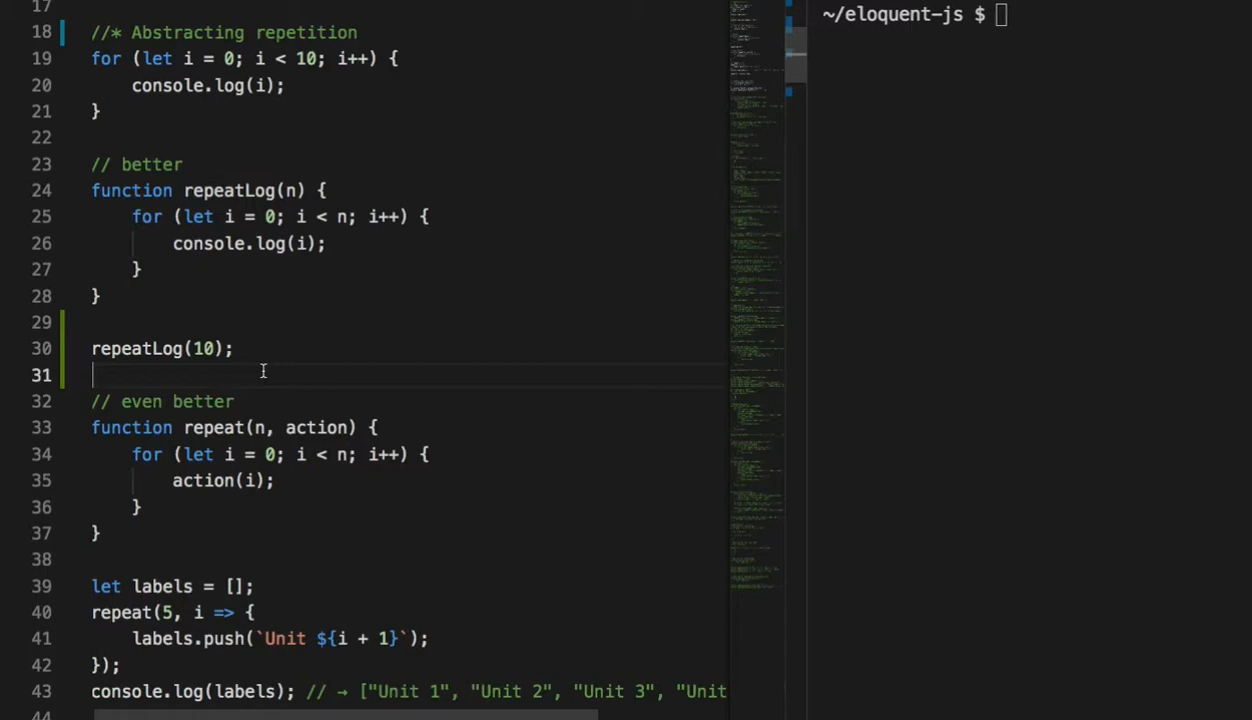 17
18 //* Abstracting repetition
19 for (let i = 0; i < 10; i++) {
20 console.log(i);
21 }
22
23 // better
24 function repeatLog(n) {
25 for (let i = 0; i < n; i++) {
26 console.log(i);
27 }
28 }
29
30 repeatLog(10);
31
32 // even better
33 function repeat(n, action) {
34 for (let i = 0; i < n; i++) {
35 action(i);
36 }
37 }
38
39 let labels = [];
40 repeat(5, i => {
41 labels.push(`Unit ${i + 1}`);
42 });
43 console.log(labels); // → ["Unit 1", "Unit 2", "Unit 3", "Unit
44
~/eloquent-js $